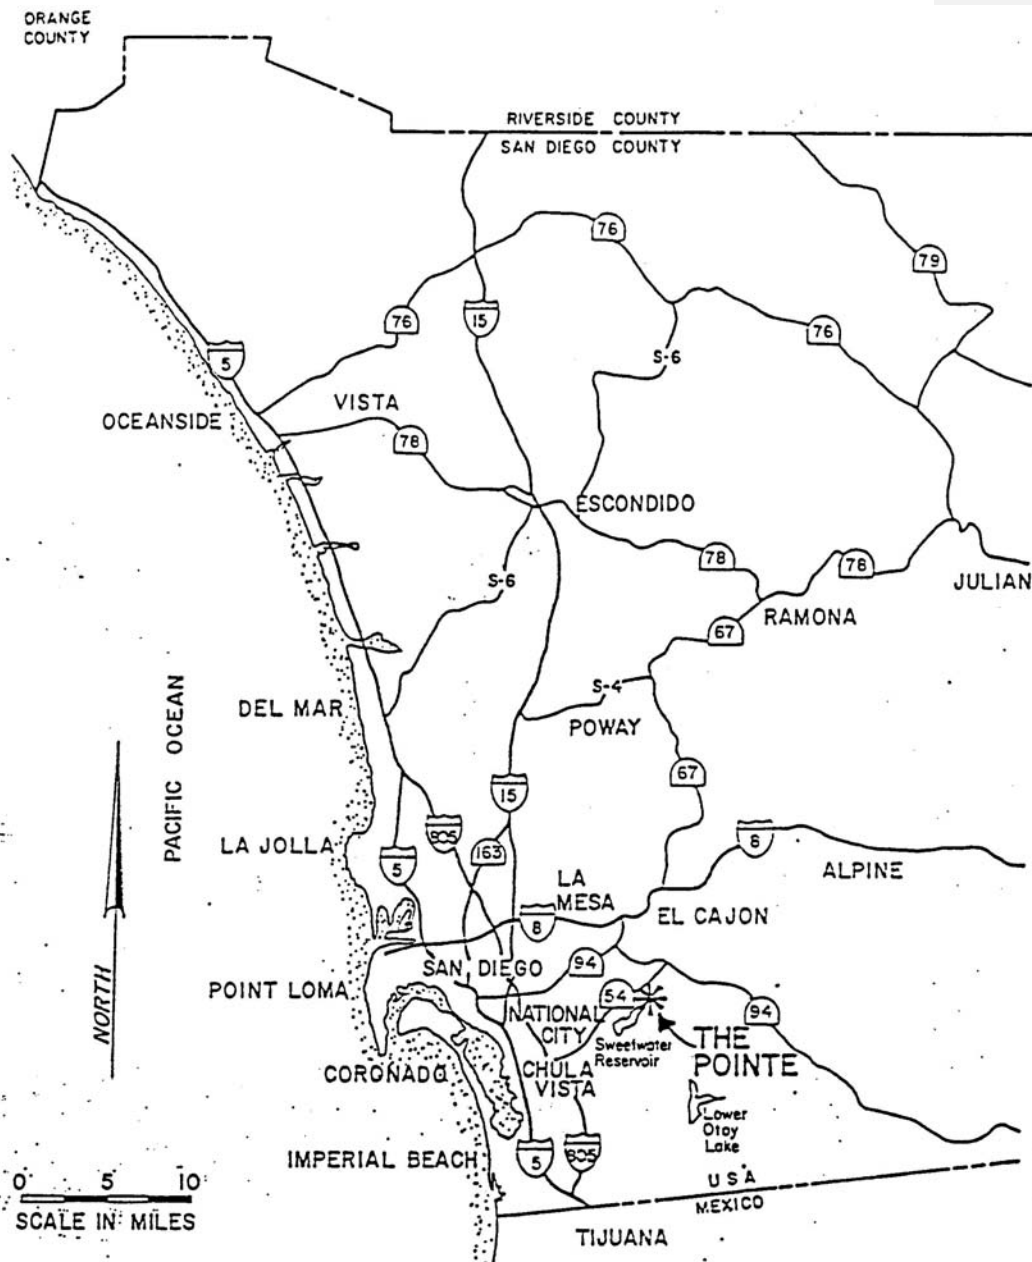 ORANGE
COUNTY
RIVERSIDE COUNTY
SAN DIEGO COUNTY
76
79
15
76
76
5
S-6
VISTA
OCEANSIDE
78
ESCONDIDO
78
78
JULIAN
S-6
RAMONA
67
S-4
DEL MAR
POWAY
PACIFIC OCEAN
67
15
805
163
8
LA JOLLA
5
ALPINE
LA
MESA
EL CAJON
8
SAN DIEGO
94
POINT LOMA
54
94
NORTH
NATIONAL
CITY
Sweetwater
Reservoir
THE
POINTE
CORONADO
CHULA
VISTA
Lower
Otay
Lake
IMPERIAL BEACH
5
805
0 5 10
SCALE IN MILES
USA
MEXICO
TIJUANA